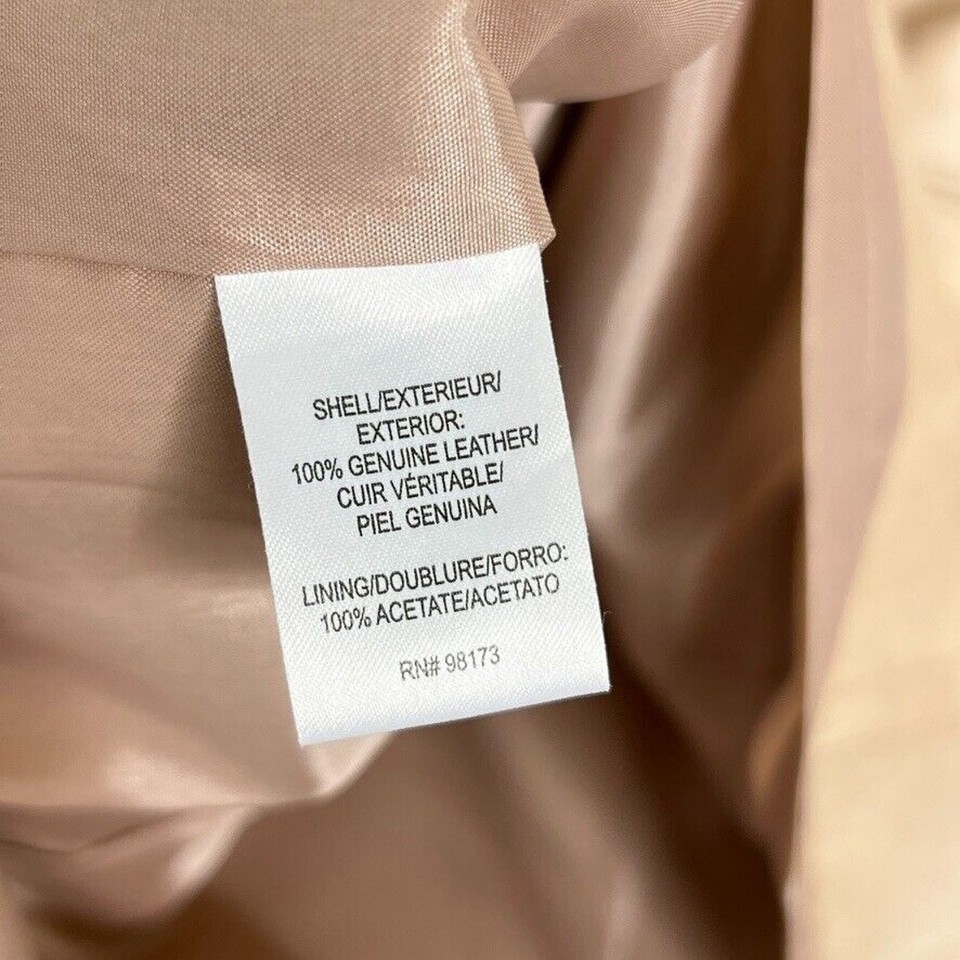 SHELL/EXTERIEUR/
EXTERIOR:
100% GENUINE LEATHER/
CUIR VÉRITABLE/
PIEL GENUINA
LINING/DOUBLURE/FORRO:
100% ACETATE/ACETATO
RN# 98173